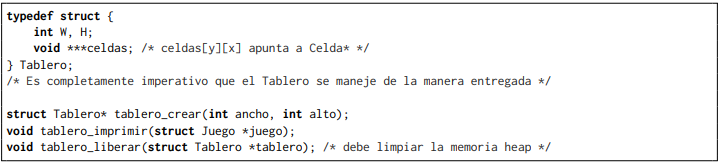 typedef struct {
    int W, H;
    void ***celdas; /* celdas[y][x] apunta a Celda* */
} Tablero;
/* Es completamente imperativo que el Tablero se maneje de la manera entregada */

struct Tablero* tablero_crear(int ancho, int alto);
void tablero_imprimir(struct Juego *juego);
void tablero_liberar(struct Tablero *tablero); /* debe limpiar la memoria heap */